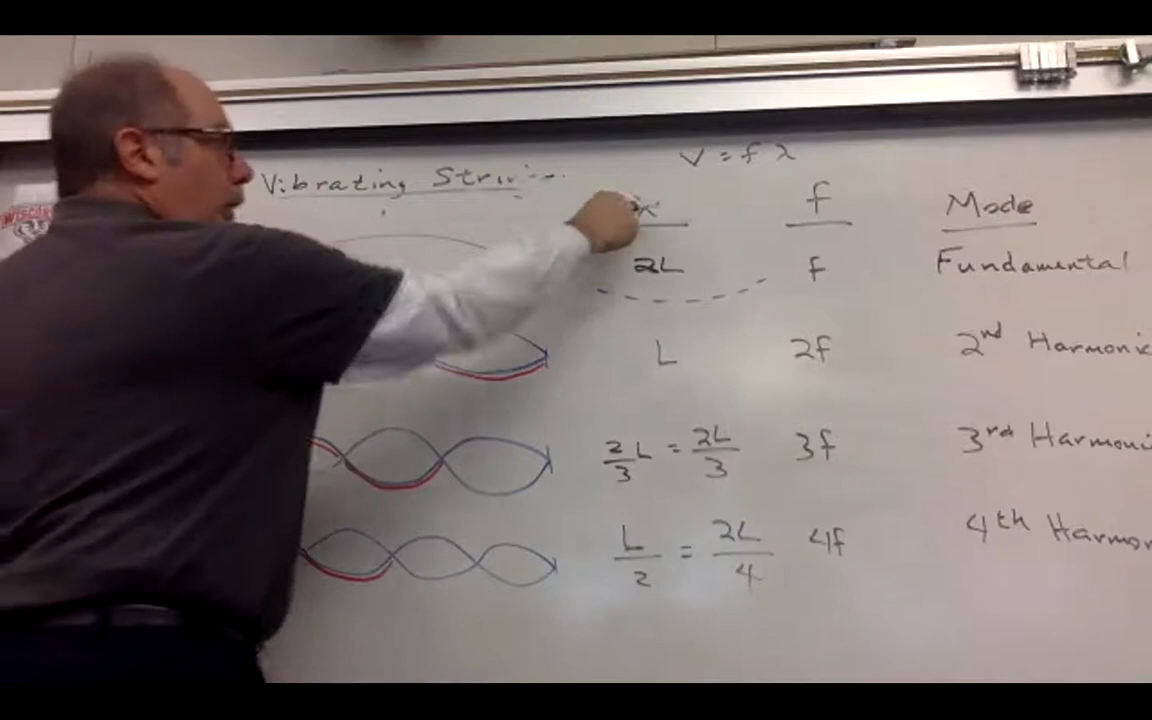 V = f λ
Vibrating
f Mode
2L f Fundamental
L 2f 2nd Harmonic
2/3 L = 2L/3 3f 3rd Harmonic
L/2 = 2L/4 4f 4th Harmon